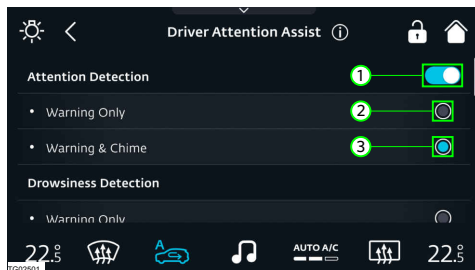 Driver Attention Assist i
Attention Detection 1
• Warning Only 2
• Warning & Chime 3
Drowsiness Detection
• Warning Only
22.5 A AUTO A/C 22.5
TG02501